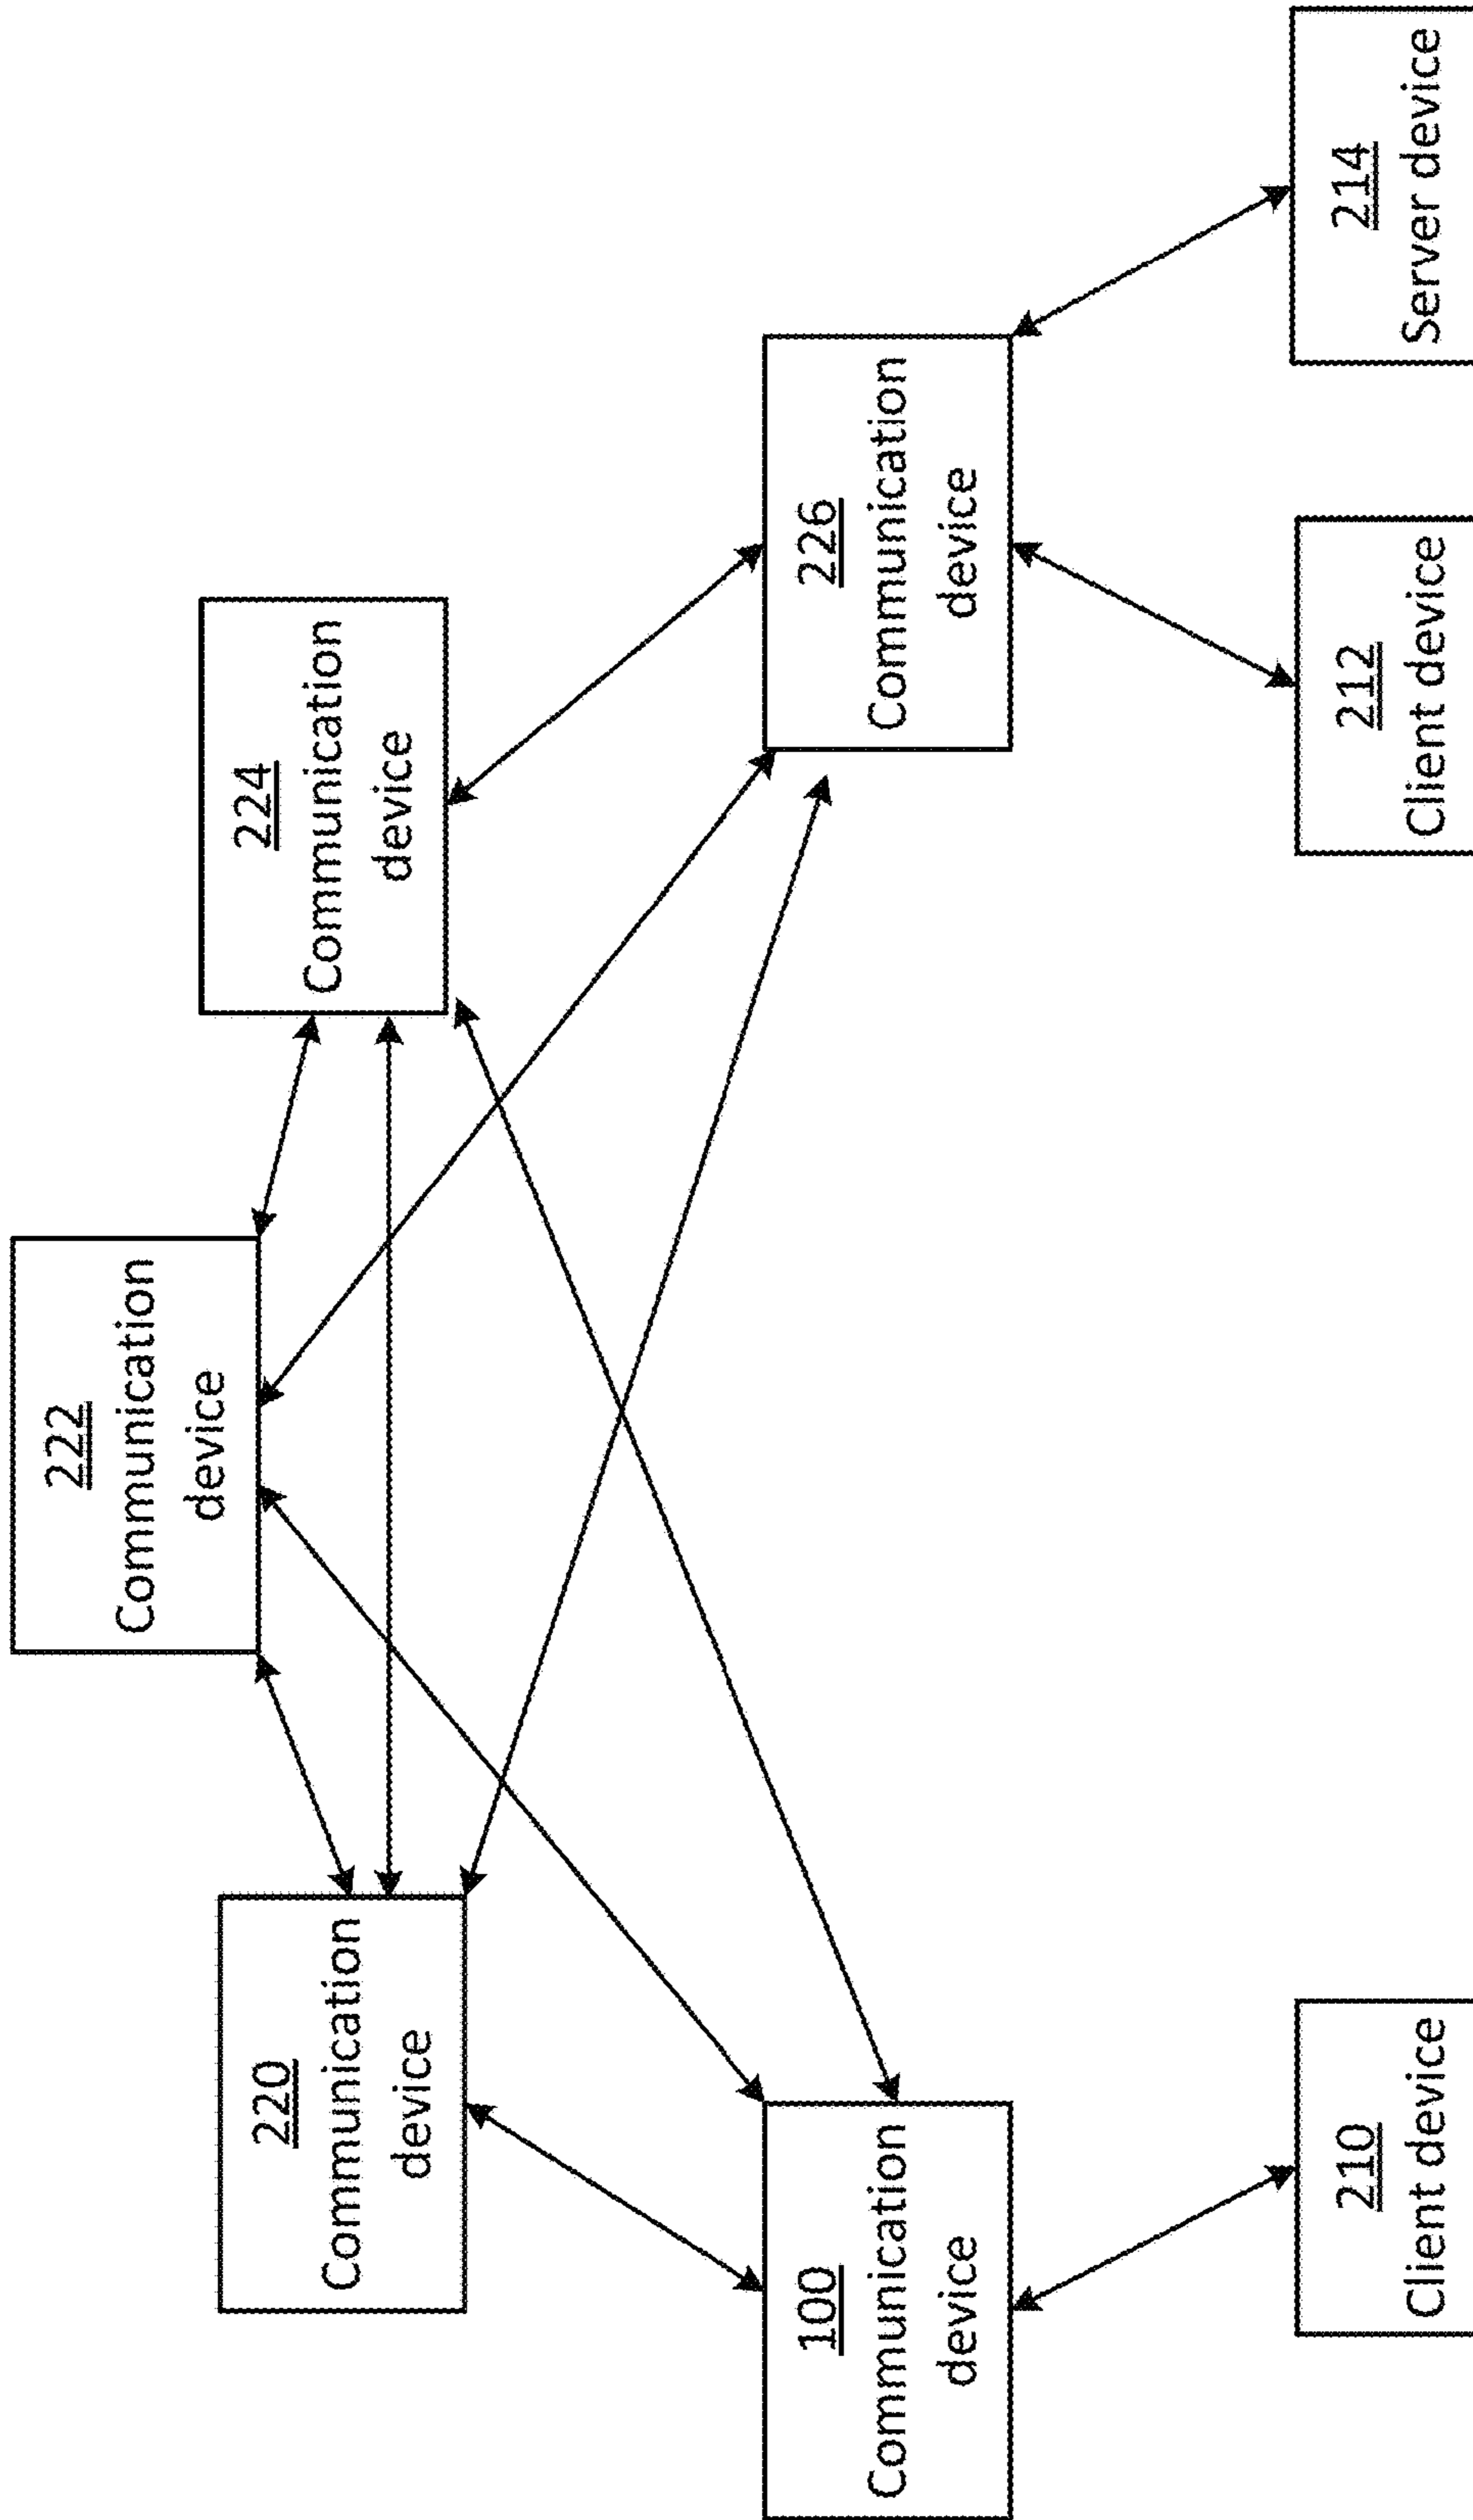 222
Communication
device
220
Communication
device
224
Communication
device
100
Communication
device
226
Communication
device
210
Client device
212
Client device
214
Server device